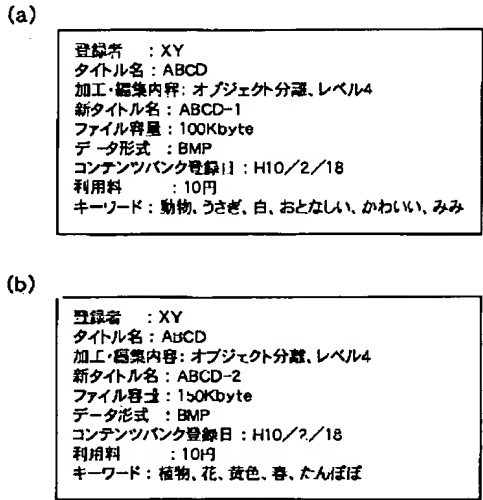 (a)
登録者 : XY
タイトル名 : ABCD
加工・編集内容 : オブジェクト分離、レベル4
新タイトル名 : ABCD-1
ファイル容量 : 100Kbyte
データ形式 : BMP
コンテンツバンク登録日 : H10/2/18
利用料 : 10円
キーワード : 動物、うさぎ、白、おとなしい、かわいい、みみ
(b)
登録者 : XY
タイトル名 : ABCD
加工・編集内容 : オブジェクト分離、レベル4
新タイトル名 : ABCD-2
ファイル容量 : 150Kbyte
データ形式 : BMP
コンテンツバンク登録日 : H10/2/18
利用料 : 10円
キーワード : 植物、花、黄色、春、たんぽぽ